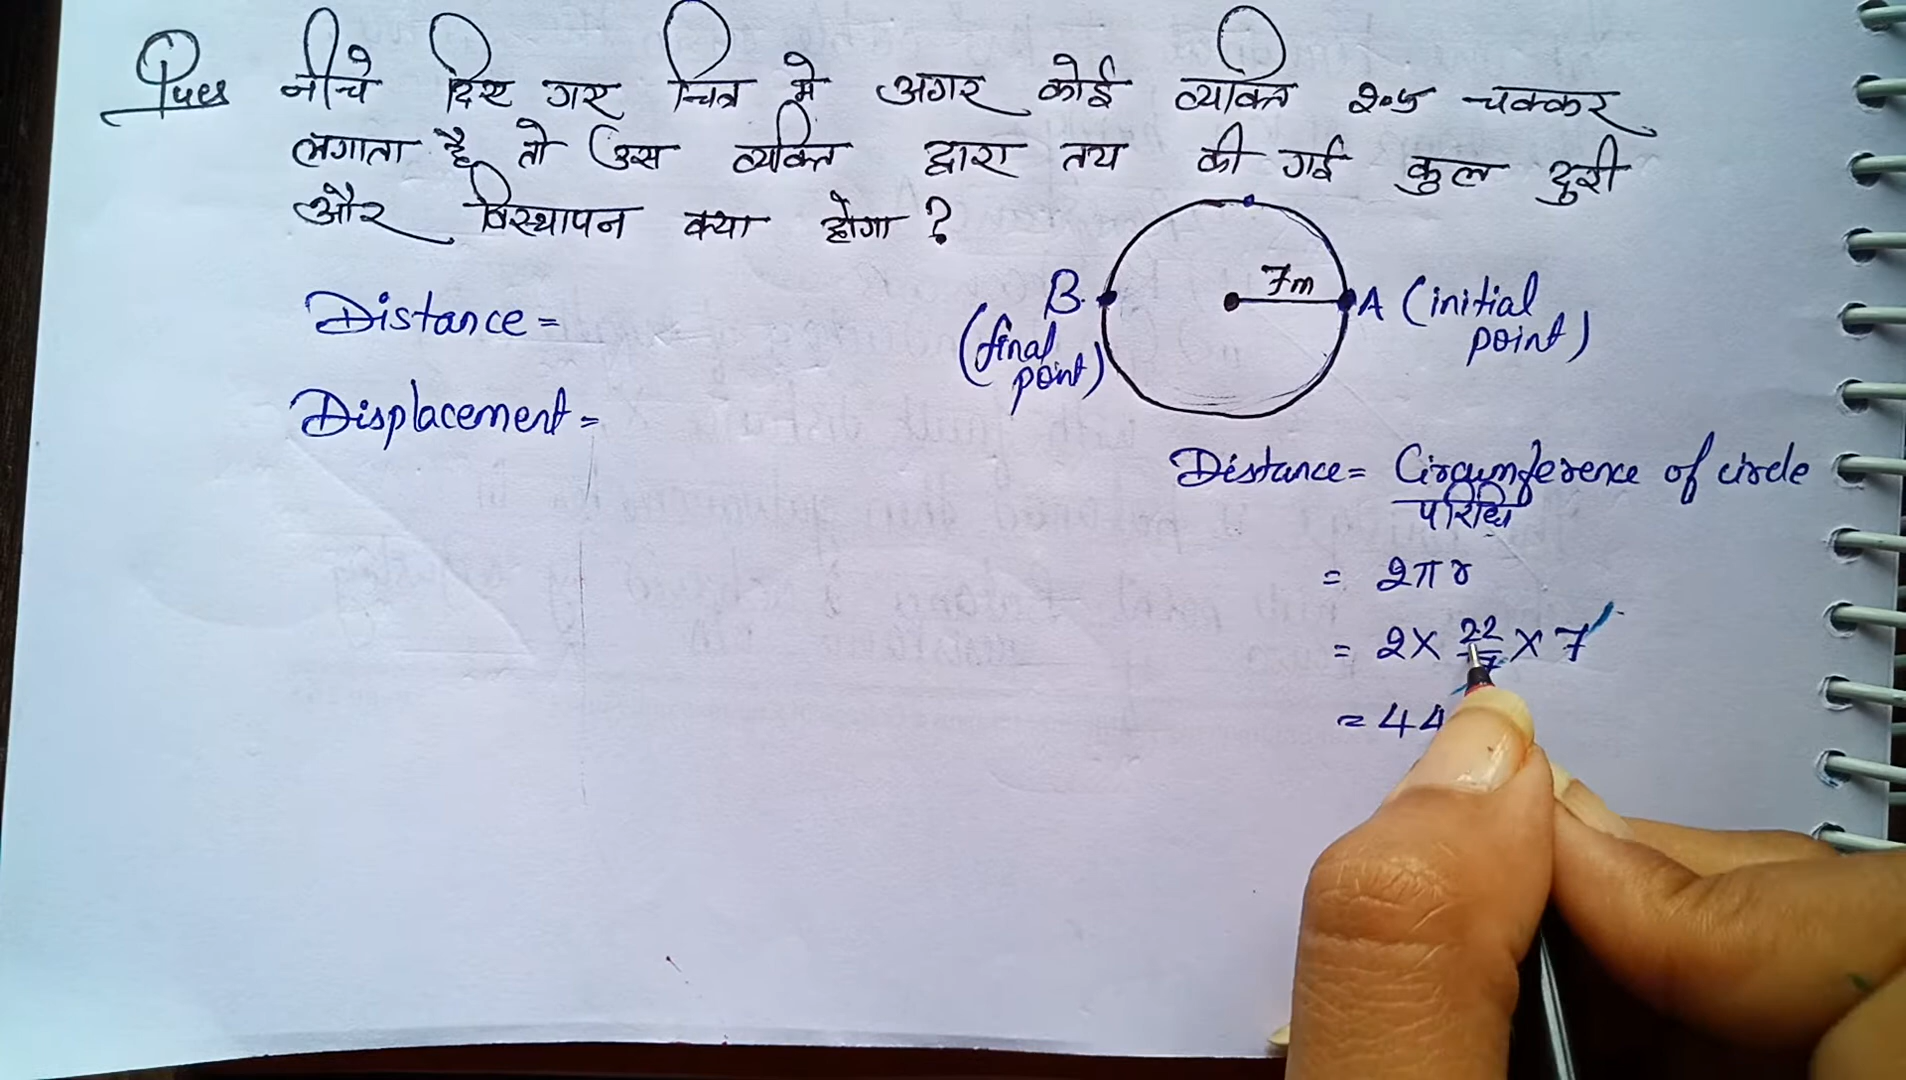 Ques नीचे दिए गए चित्र मे अगर कोई व्यक्ति 2.5 चक्कर
लगाता है तो उस व्यक्ति द्वारा तय की गई कुल दुरी
और विस्थापन क्या होगा ?
Distance =
Displacement =
7m
B
(final
point)
A (initial
point)
Distance = Circumference of circle
परिधि
= 2πr
= 2 × 22/7 × 7
= 44